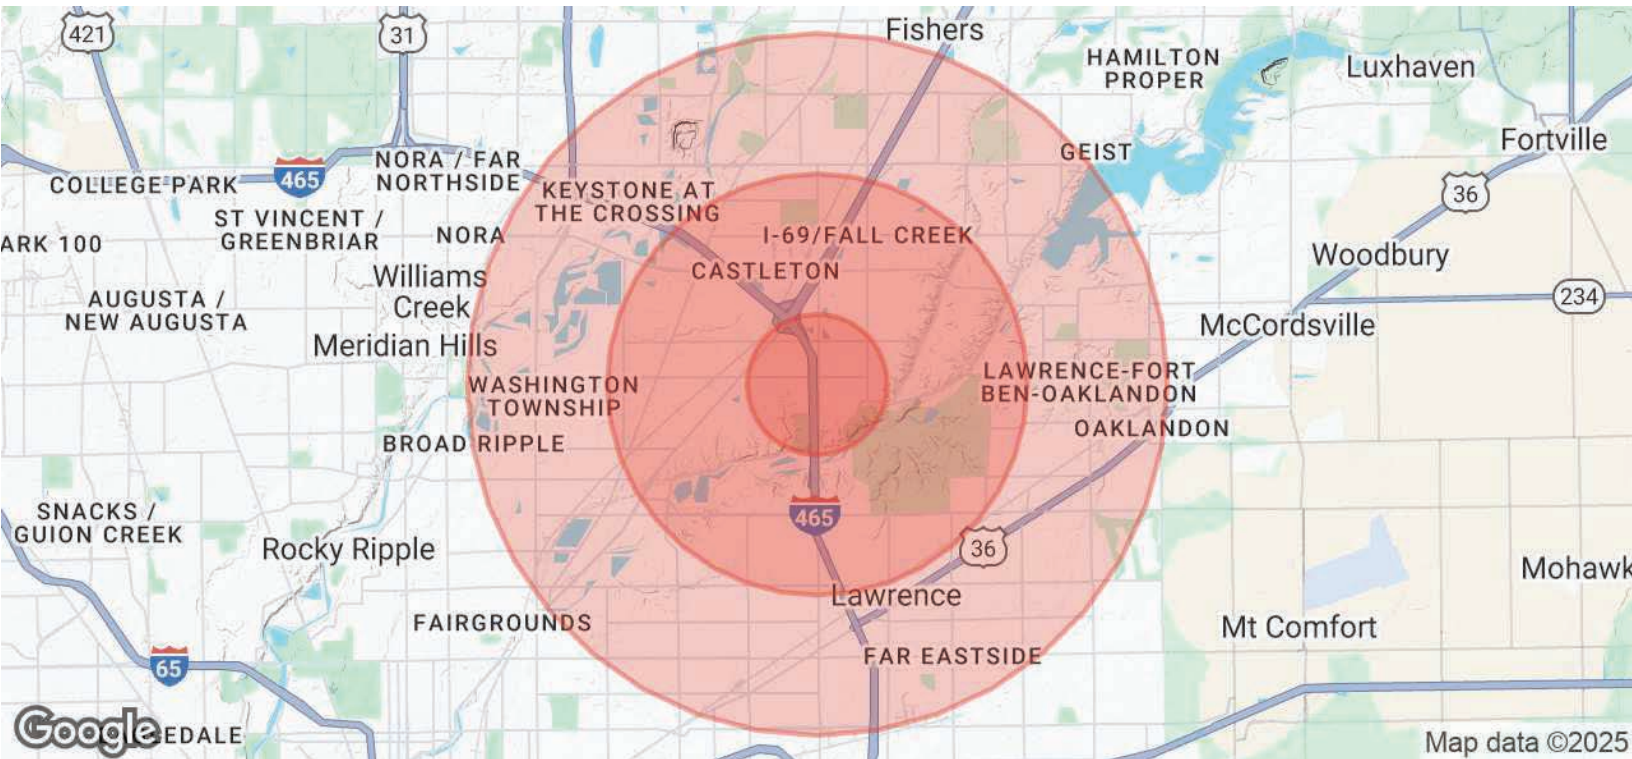 421
31
Fishers
HAMILTON
PROPER
Luxhaven
Fortville
GEIST
NORA / FAR
NORTHSIDE
465
COLLEGE PARK
KEYSTONE AT
THE CROSSING
36
ST VINCENT /
GREENBRIAR
NORA
I-69/FALL CREEK
ARK 100
Woodbury
CASTLETON
Williams
Creek
234
AUGUSTA /
NEW AUGUSTA
McCordsville
Meridian Hills
WASHINGTON
TOWNSHIP
LAWRENCE-FORT
BEN-OAKLANDON
OAKLANDON
BROAD RIPPLE
SNACKS /
GUION CREEK
465
36
Rocky Ripple
Mohawk
Lawrence
FAIRGROUNDS
Mt Comfort
FAR EASTSIDE
65
Google
EDALE
Map data ©2025